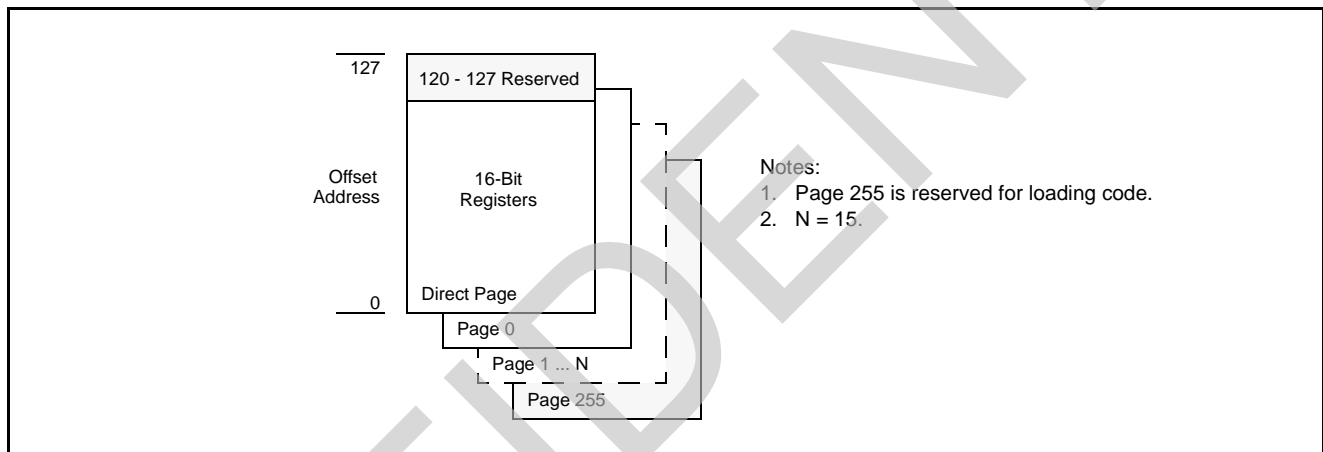 127
120 - 127 Reserved
Offset
Address
16-Bit
Registers
0
Direct Page
Page 0
Page 1 ... N
Page 255
Notes:
1. Page 255 is reserved for loading code.
2. N = 15.
IDEN